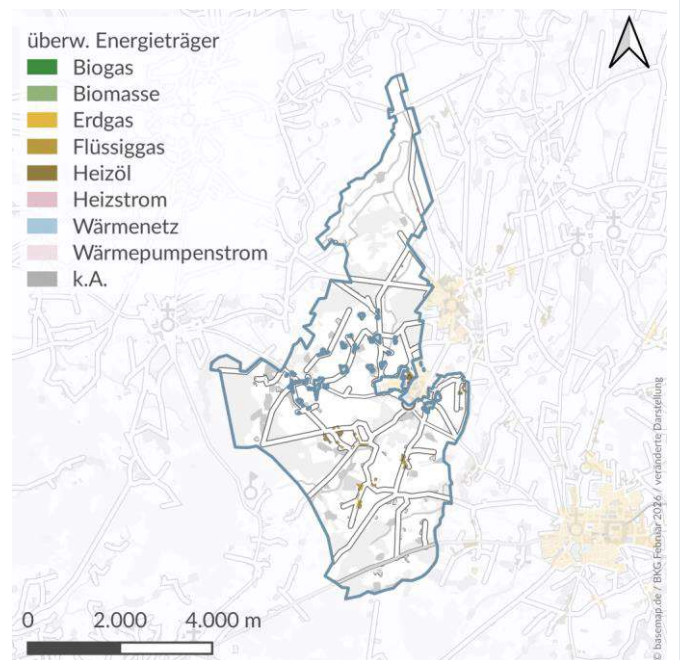 überw. Energieträger
Biogas
Biomasse
Erdgas
Flüssiggas
Heizöl
Heizstrom
Wärmenetz
Wärmepumpenstrom
k.A.
0 2.000 4.000 m
© basemap.de / BKG Februar 2026 / veränderte Darstellung